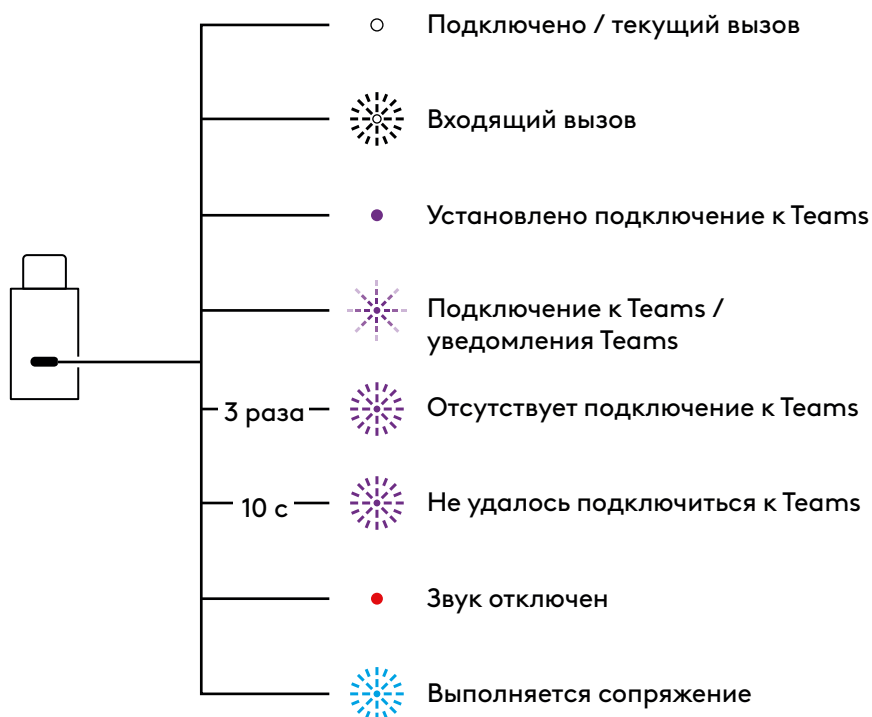 Подключено / текущий вызов
Входящий вызов
Установлено подключение к Teams
Подключение к Teams /
уведомления Teams
3 раза
Отсутствует подключение к Teams
10 с
Не удалось подключиться к Teams
Звук отключен
Выполняется сопряжение